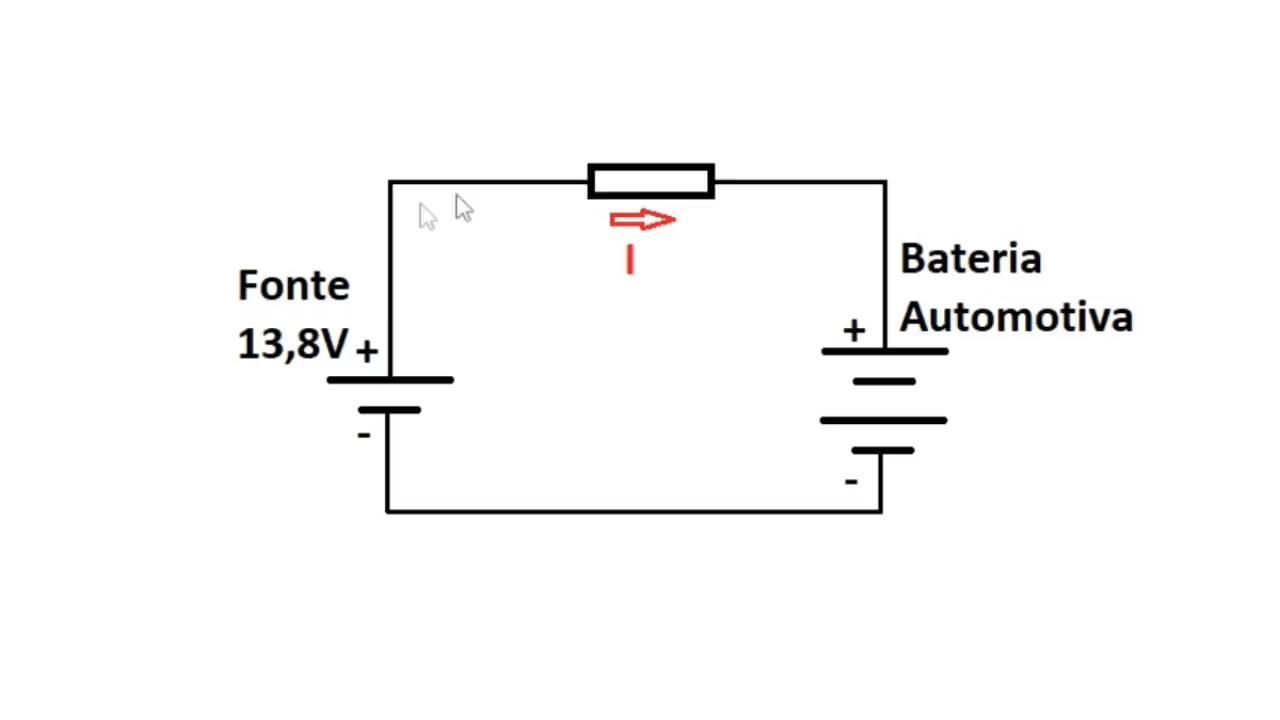 Fonte
13,8V
+
-
I
Bateria
Automotiva
+
-